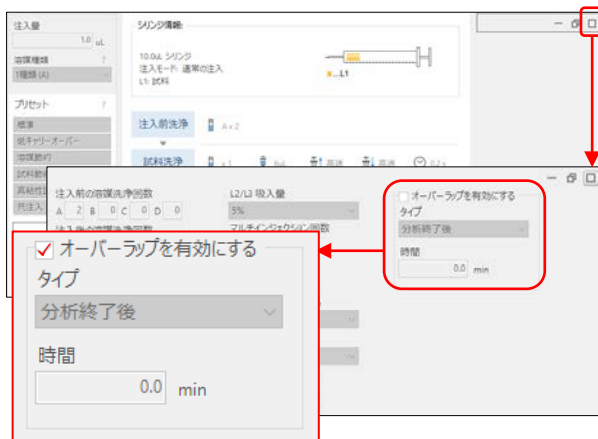 注入量
1.0 uL
溶媒種類 ?
1種類 (A)
プリセット ?
標準
低キャリーオーバー
溶媒節約
シリンジ情報:
10.0uL シリンジ
注入モード: 通常の注入
L1: 試料
...L1
注入前洗浄 A × 2
試料洗浄 x 1 6uL 高速 高速 0.2 s
注入前の溶媒洗浄回数
A 2 B 0 C 0 D 0
L2/L3 吸入量
5%
マルチインジェクション回数
オーバーラップを有効にする
タイプ
分析終了後
時間
0.0 min
オーバーラップを有効にする
タイプ
分析終了後
時間
0.0 min